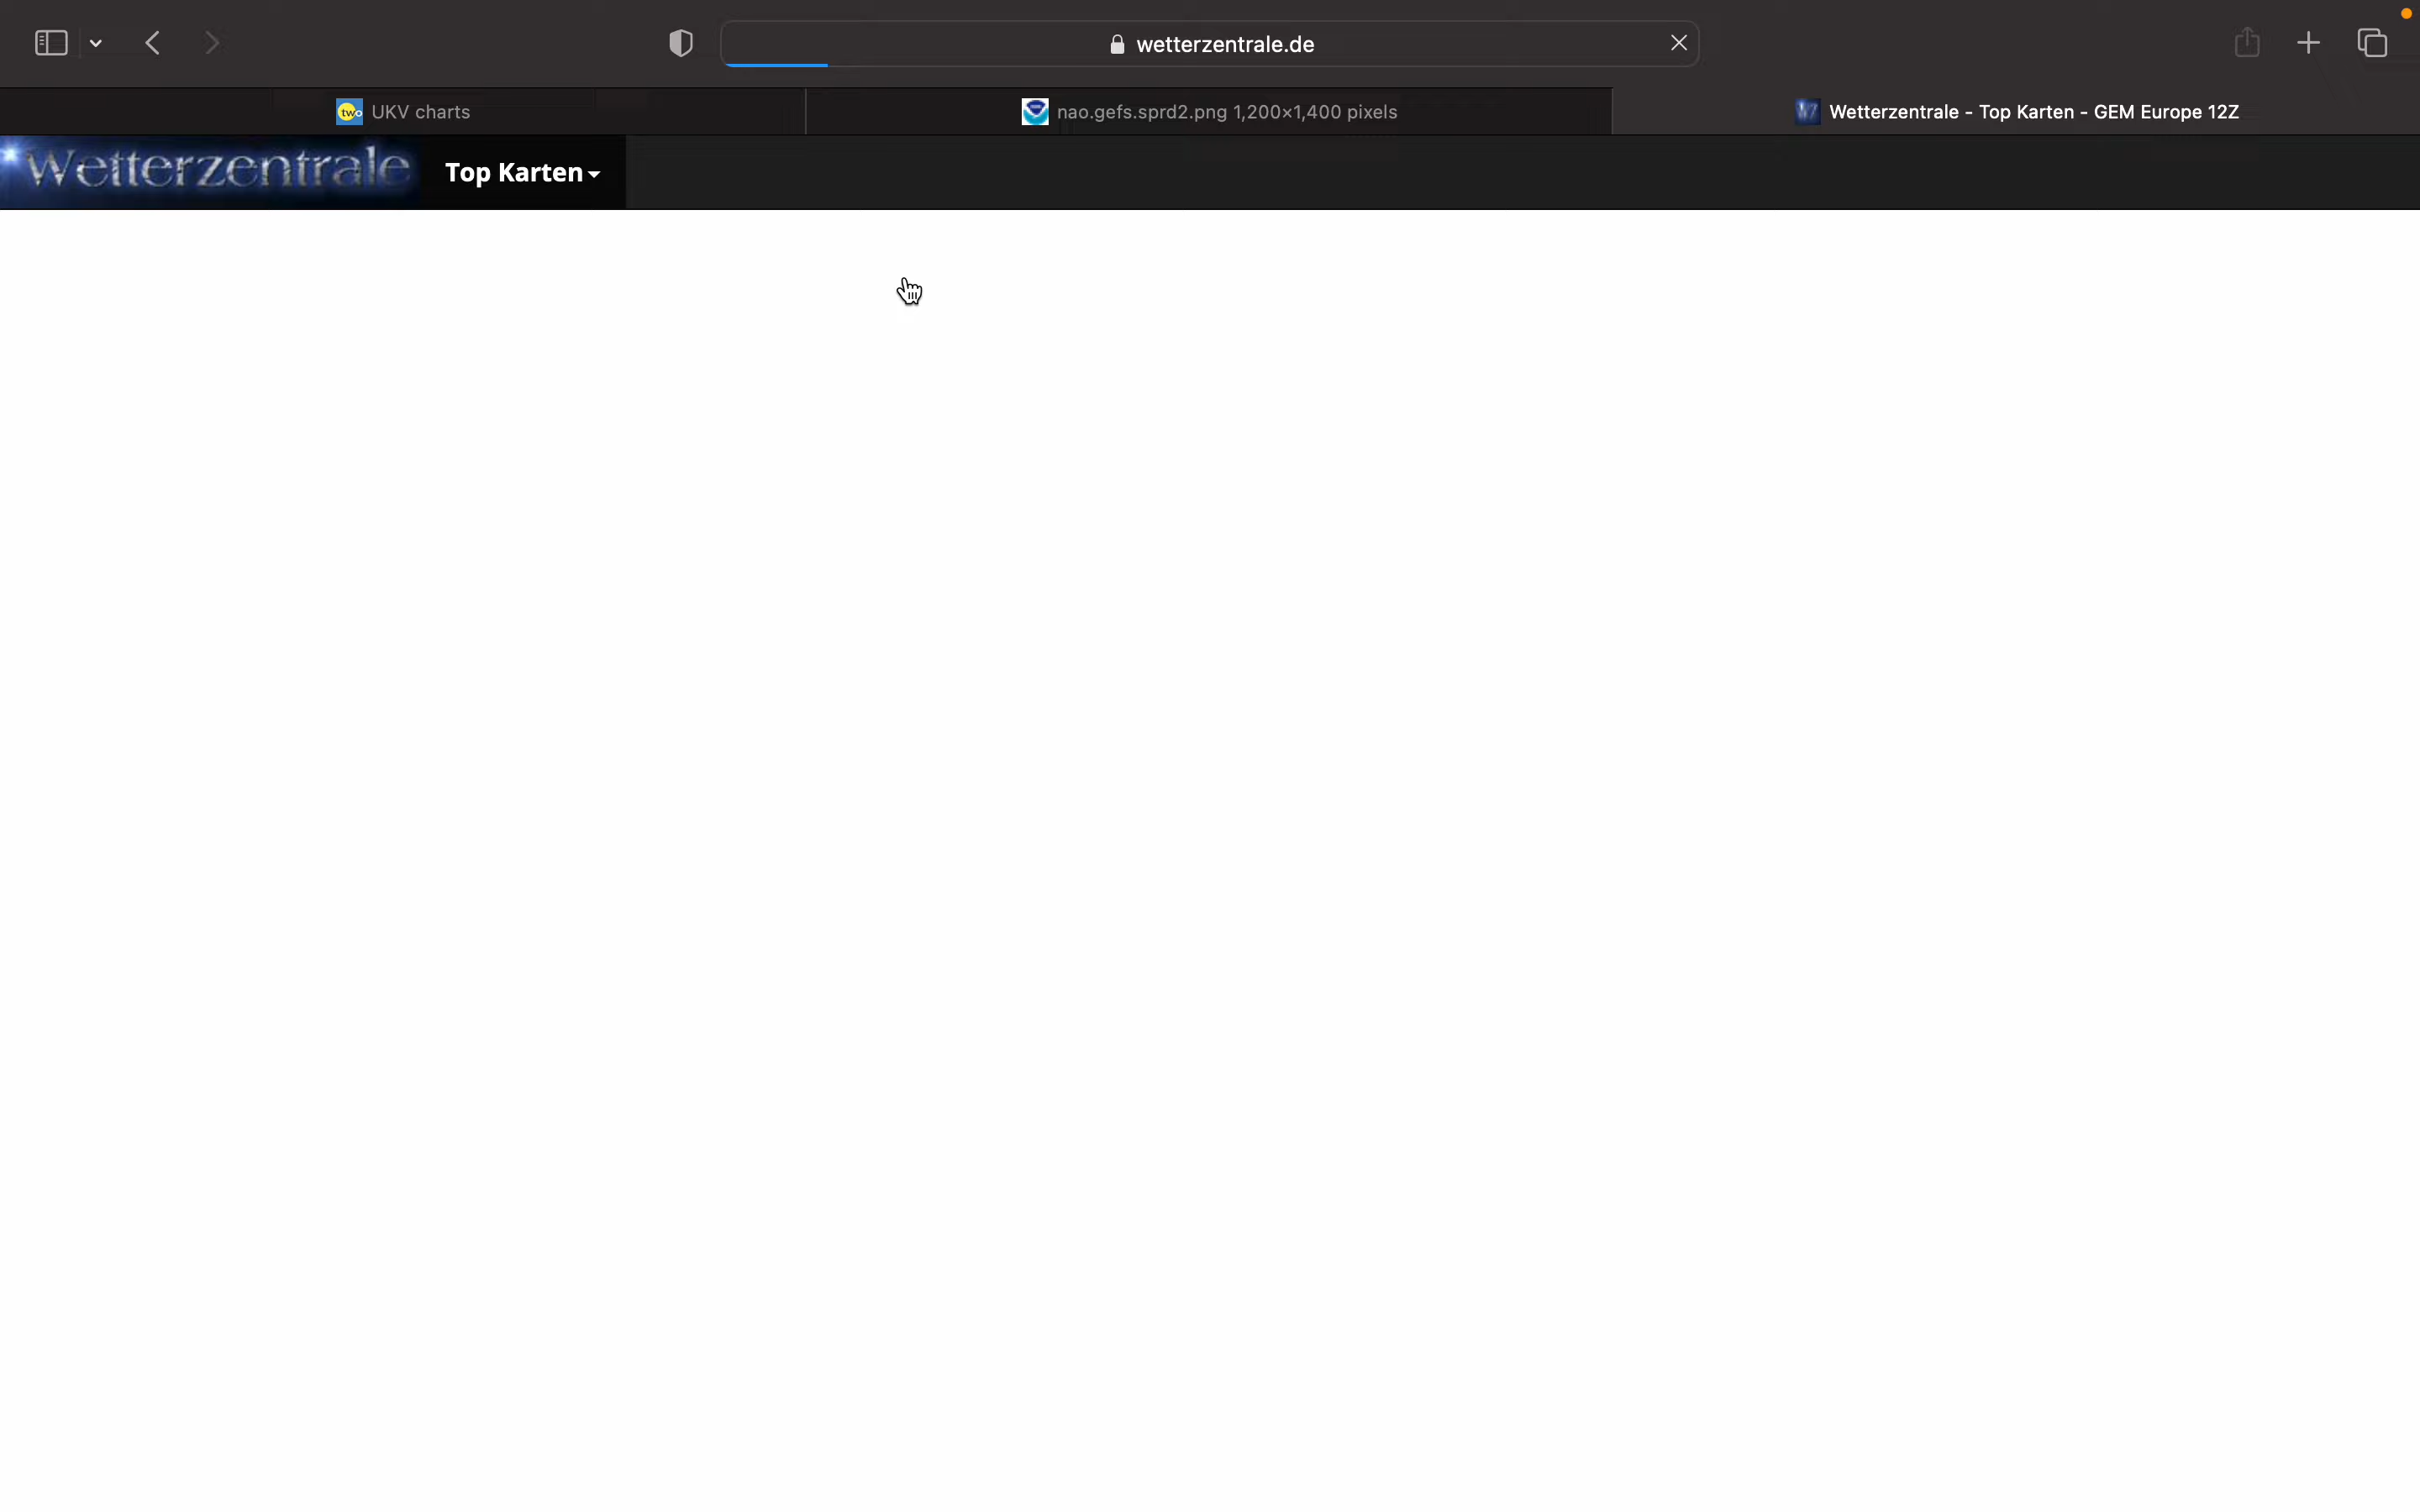 wetterzentrale.de
UKV charts
nao.gefs.sprd2.png 1,200×1,400 pixels
Wetterzentrale - Top Karten - GEM Europe 12Z
Wetterzentrale
Top Karten